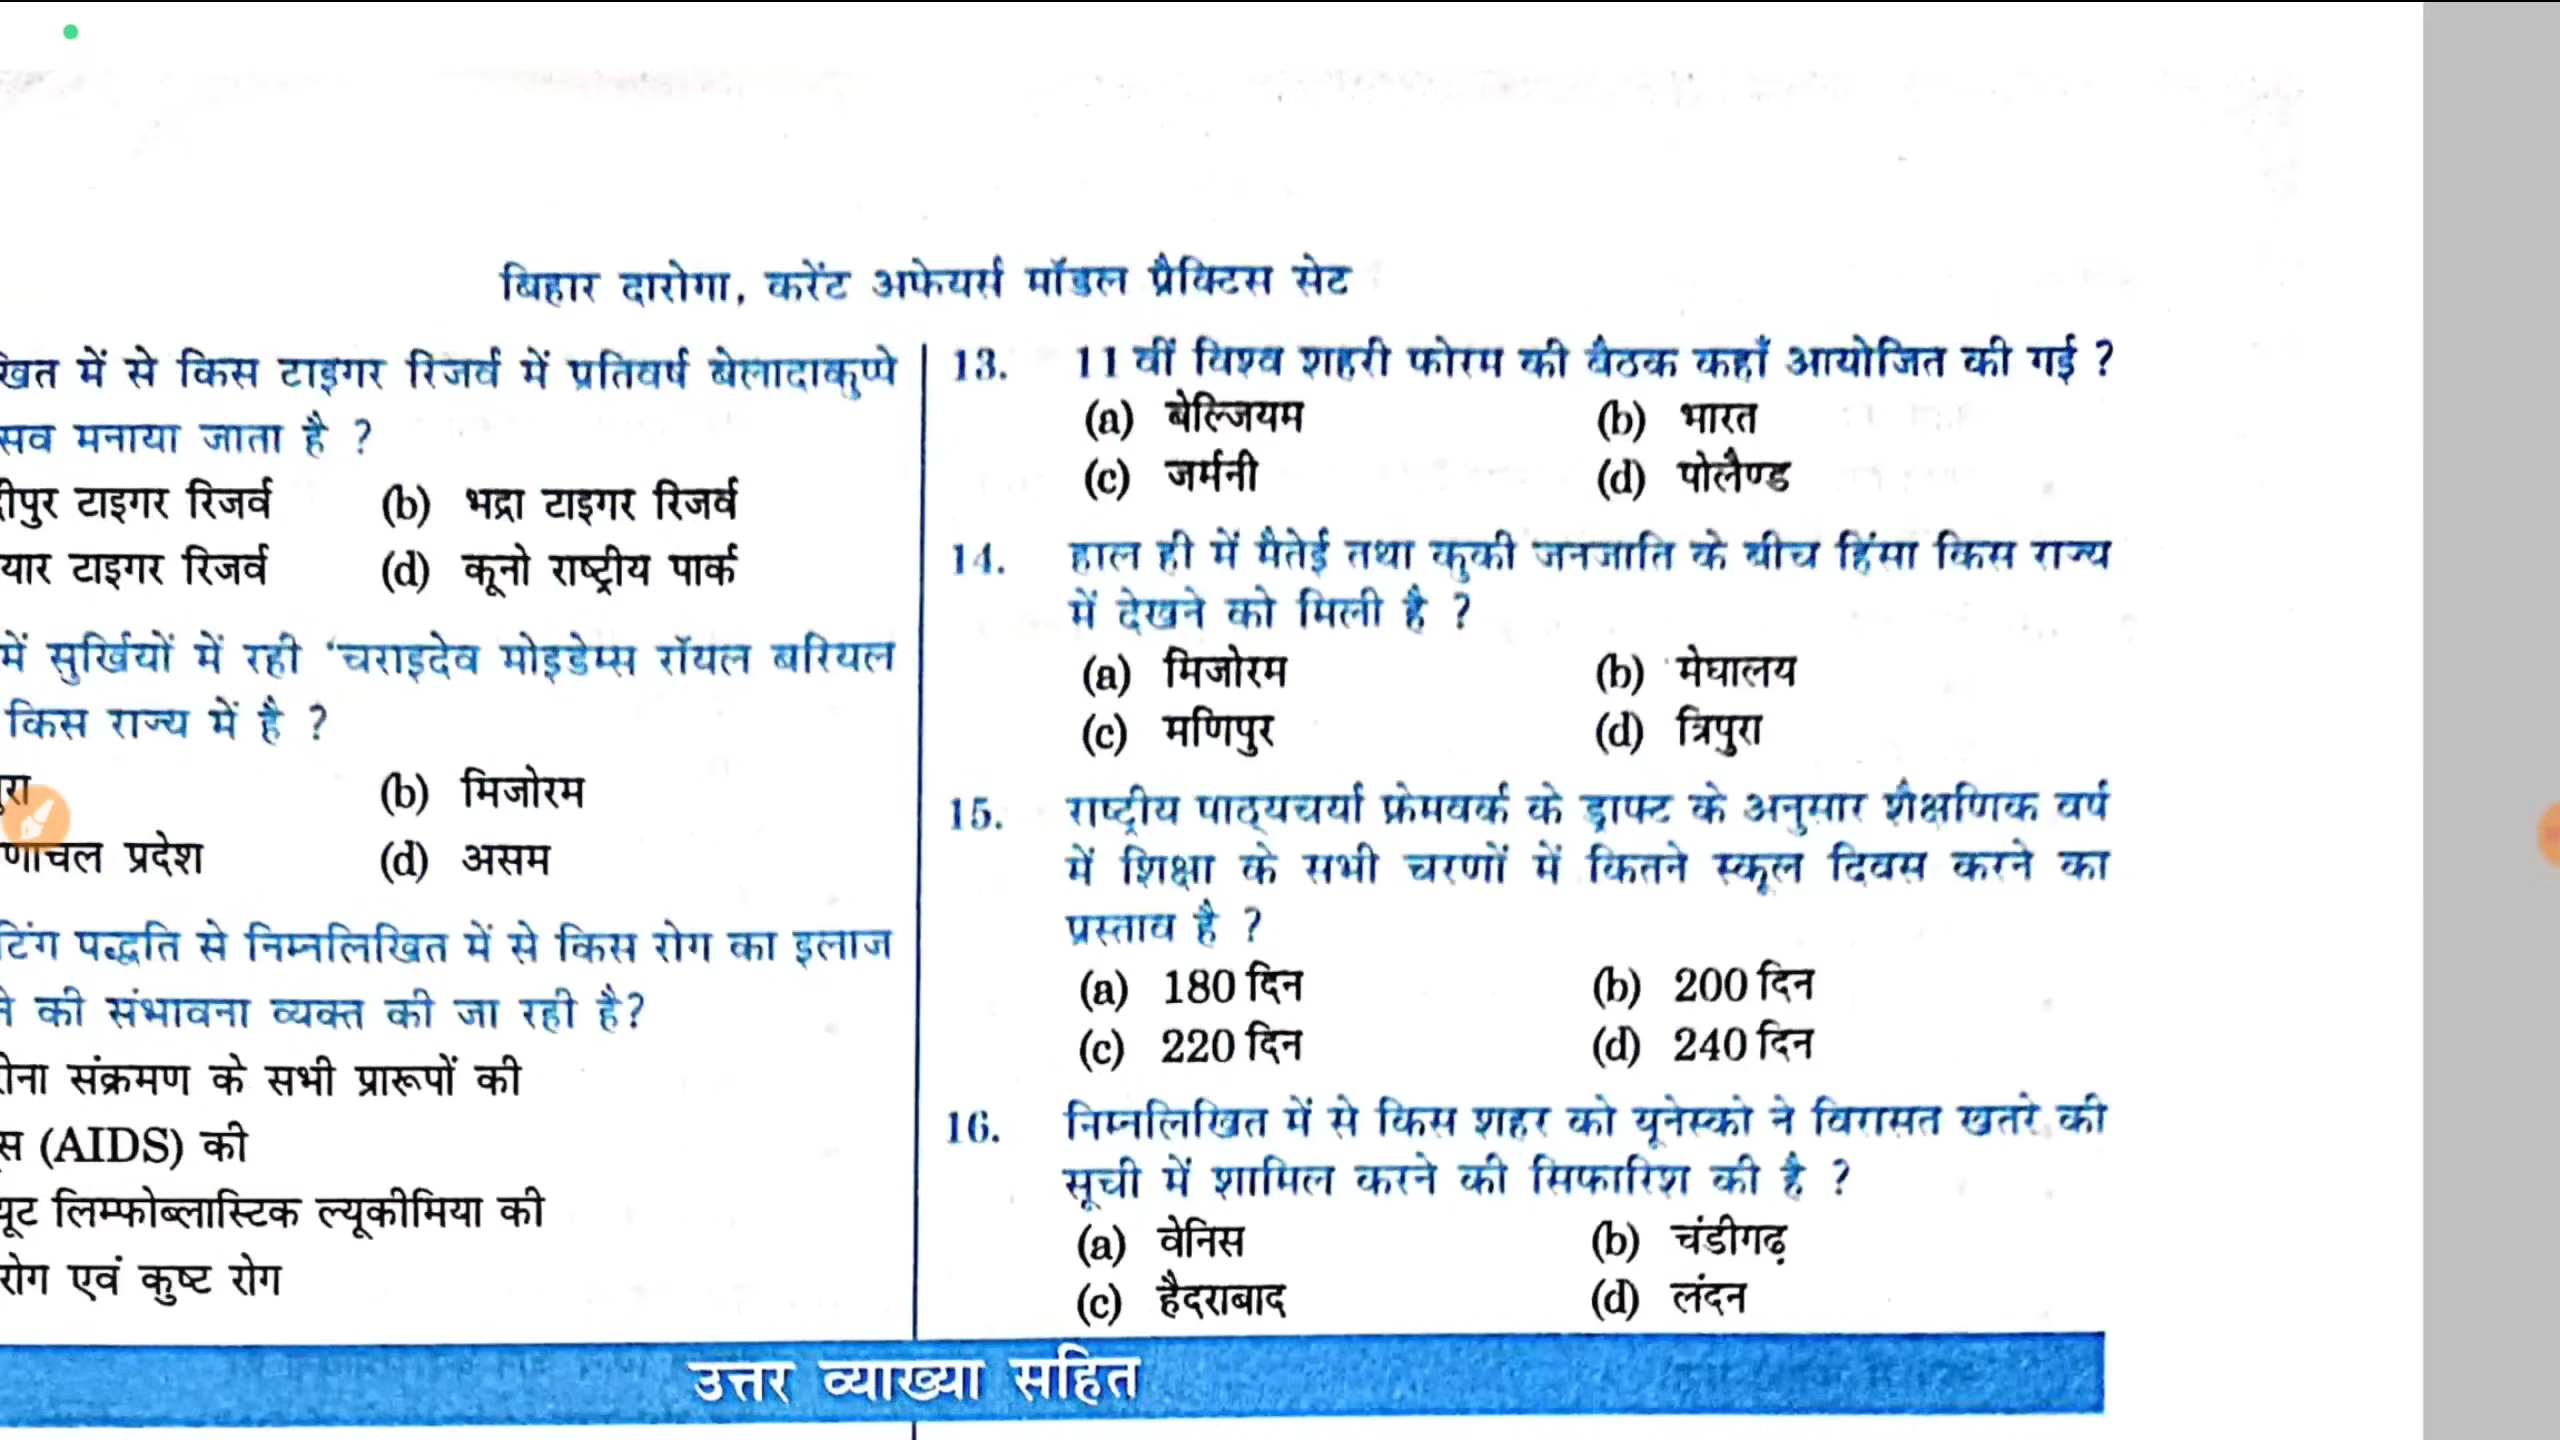 बिहार दारोगा, करेंट अफेयर्स मॉडल प्रैक्टिस सेट
में से किस टाइगर रिजर्व में प्रतिवर्ष बेलादाकुप्पे
मनाया जाता है ?
टाइगर रिजर्व (b) भद्रा टाइगर रिजर्व
टाइगर रिजर्व (d) कूनो राष्ट्रीय पार्क
में सुर्खियों में रही ‘चराइदेव मोइडेम्स रॉयल बरियल
किस राज्य में है ?
(b) मिजोरम
प्रदेश (d) असम
पद्धति से निम्नलिखित में से किस रोग का इलाज
की संभावना व्यक्त की जा रही है?
संक्रमण के सभी प्रारूपों की
(AIDS) की
लिम्फोब्लास्टिक ल्यूकीमिया की
रोग एवं कुष्ट रोग
13. 11 वीं विश्व शहरी फोरम की बैठक कहाँ आयोजित की गई ?
(a) बेल्जियम (b) भारत
(c) जर्मनी (d) पोलैण्ड
14. हाल ही में मैतेई तथा कुकी जनजाति के बीच हिंसा किस राज्य
में देखने को मिली है ?
(a) मिजोरम (b) मेघालय
(c) मणिपुर (d) त्रिपुरा
15. राष्ट्रीय पाठ्यचर्या फ्रेमवर्क के ड्राफ्ट के अनुसार शैक्षणिक वर्ष
में शिक्षा के सभी चरणों में कितने स्कूल दिवस करने का
प्रस्ताव है ?
(a) 180 दिन (b) 200 दिन
(c) 220 दिन (d) 240 दिन
16. निम्नलिखित में से किस शहर को यूनेस्को ने विरासत खतरे की
सूची में शामिल करने की सिफारिश की है ?
(a) वेनिस (b) चंडीगढ़
(c) हैदराबाद (d) लंदन
उत्तर व्याख्या सहित